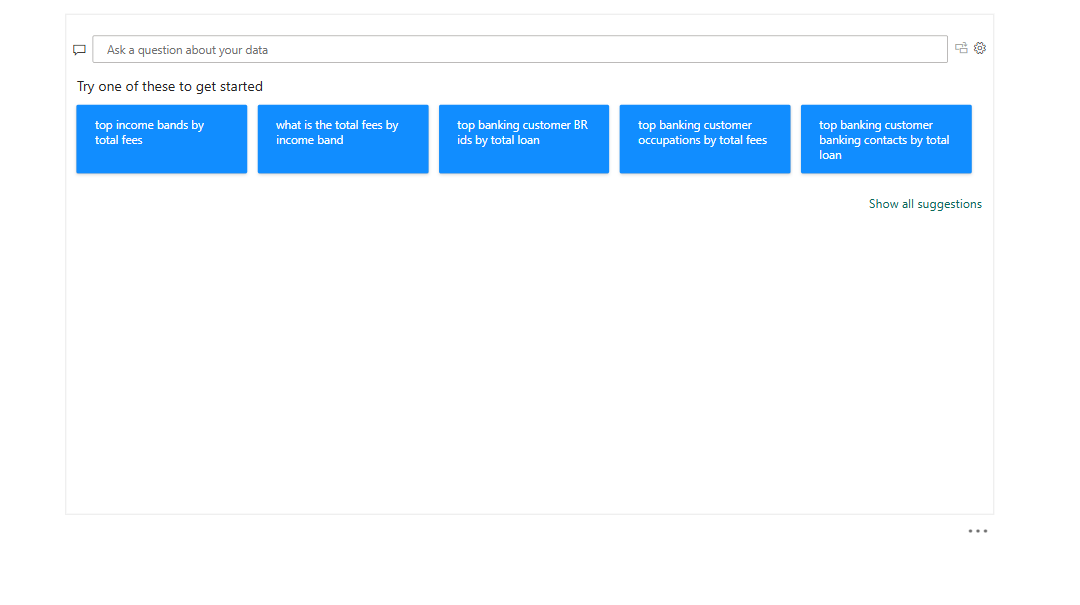 Ask a question about your data
Try one of these to get started
top income bands by
total fees
what is the total fees by
income band
top banking customer BR
ids by total loan
top banking customer
occupations by total fees
top banking customer
banking contacts by total
loan
Show all suggestions